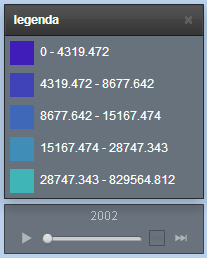 legenda
0 - 4319.472
4319.472 - 8677.642
8677.642 - 15167.474
15167.474 - 28747.343
28747.343 - 829564.812
2002